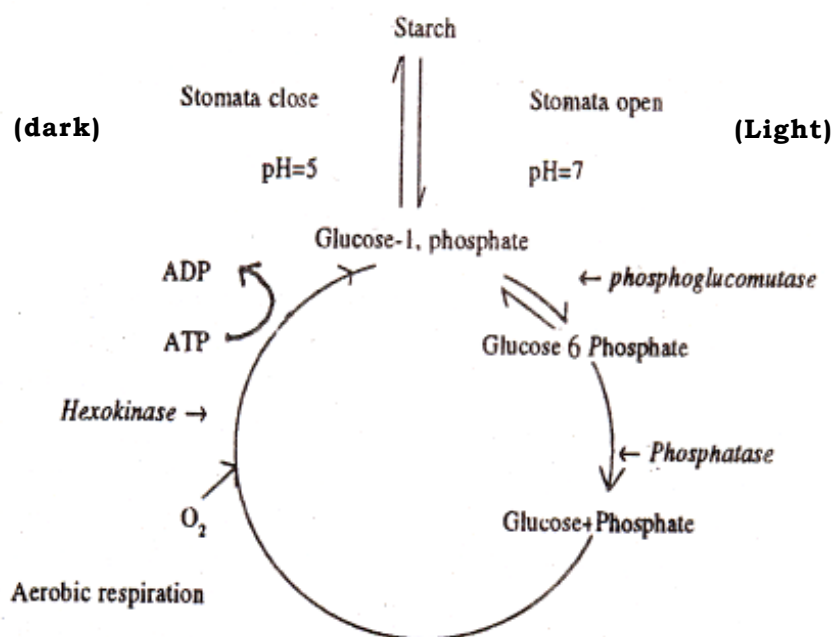 Starch
Stomata close
Stomata open
(dark)
(Light)
pH=5
pH=7
Glucose-1, phosphate
ADP
← phosphoglucomutase
ATP
Glucose 6 Phosphate
Hexokinase →
← Phosphatase
O₂
Glucose+Phosphate
Aerobic respiration